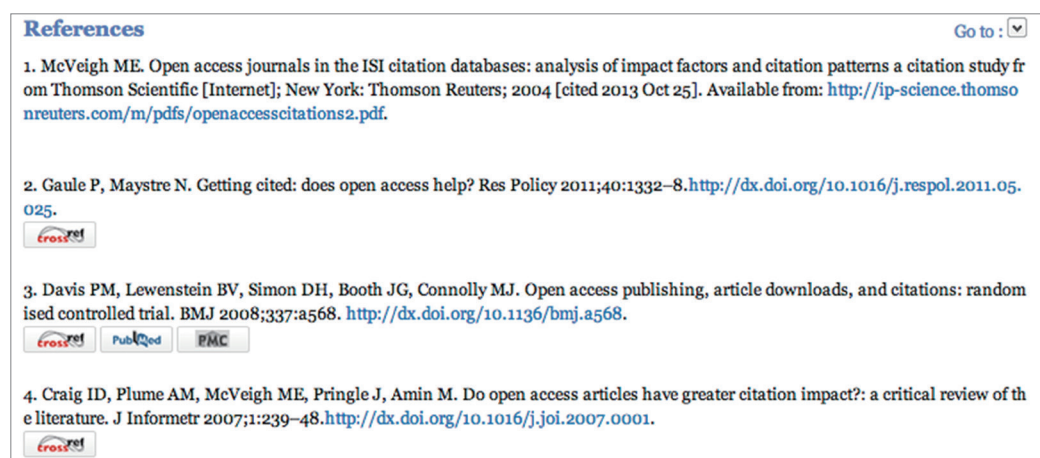 References
Go to :
1. McVeigh ME. Open access journals in the ISI citation databases: analysis of impact factors and citation patterns a citation study fr
om Thomson Scientific [Internet]; New York: Thomson Reuters; 2004 [cited 2013 Oct 25]. Available from: http://ip-science.thomso
nreuters.com/m/pdfs/openaccesscitations2.pdf.
2. Gaule P, Maystre N. Getting cited: does open access help? Res Policy 2011;40:1332–8.http://dx.doi.org/10.1016/j.respol.2011.05.
025.
crossref
3. Davis PM, Lewenstein BV, Simon DH, Booth JG, Connolly MJ. Open access publishing, article downloads, and citations: random
ised controlled trial. BMJ 2008;337:a568. http://dx.doi.org/10.1136/bmj.a568.
crossref PubMed PMC
4. Craig ID, Plume AM, McVeigh ME, Pringle J, Amin M. Do open access articles have greater citation impact?: a critical review of th
e literature. J Informetr 2007;1:239–48.http://dx.doi.org/10.1016/j.joi.2007.0001.
crossref